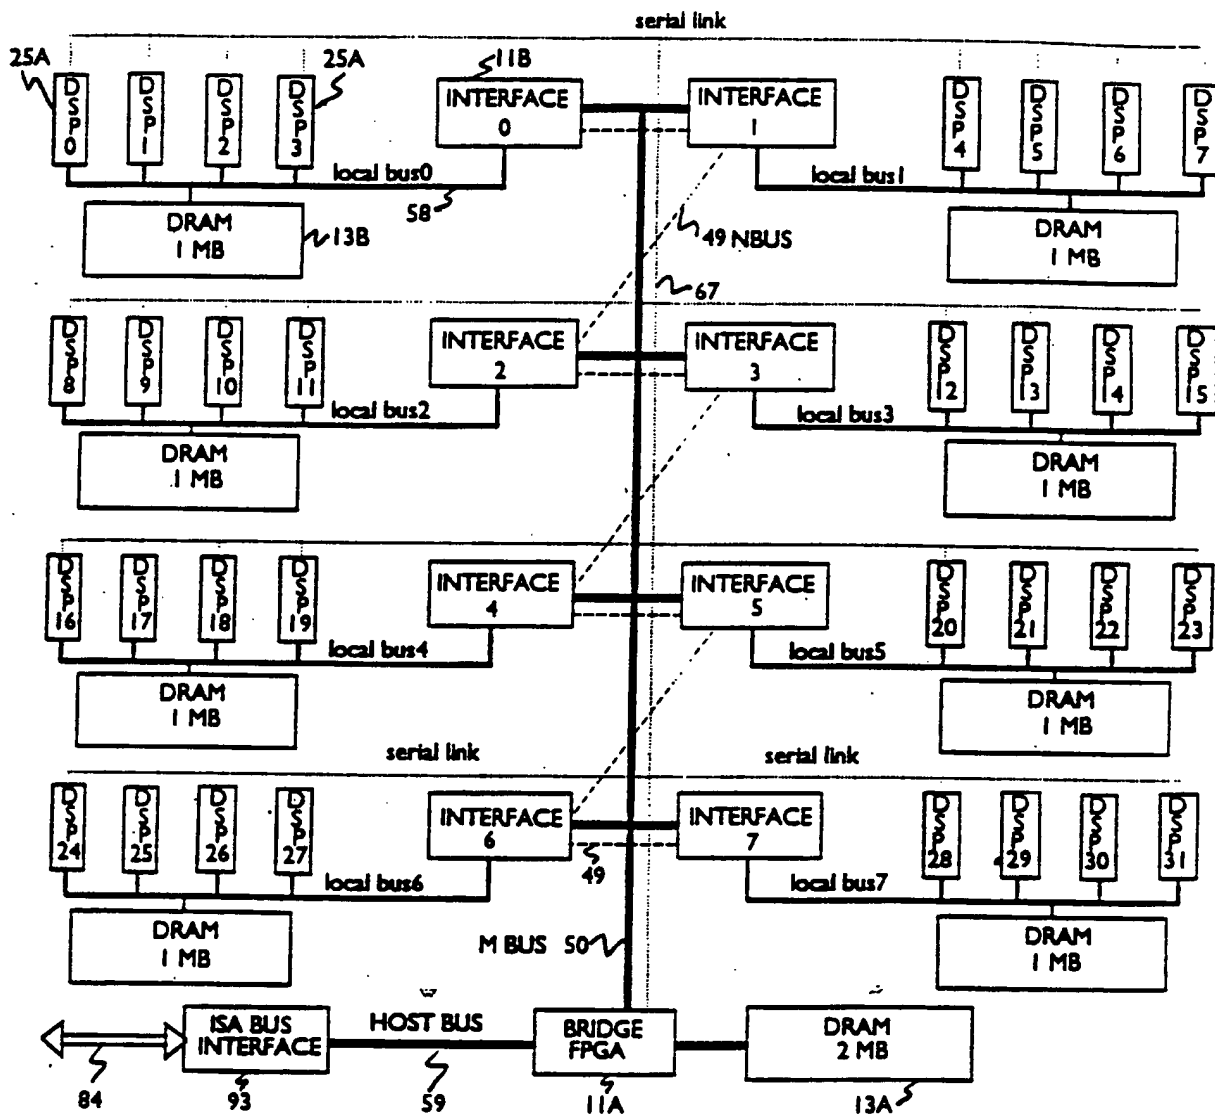 serial link
25A
25A
11B
DSP0
DSP1
DSP2
DSP3
INTERFACE
0
INTERFACE
1
DSP4
DSP5
DSP6
DSP7
local bus0
local bus1
58
DRAM
1 MB
13B
49 NBUS
DRAM
1 MB
67
DSP8
DSP9
DSP10
DSP11
INTERFACE
2
INTERFACE
3
DSP12
DSP13
DSP14
DSP15
local bus2
local bus3
DRAM
1 MB
DRAM
1 MB
DSP16
DSP17
DSP18
DSP19
INTERFACE
4
INTERFACE
5
DSP20
DSP21
DSP22
DSP23
local bus4
local bus5
DRAM
1 MB
DRAM
1 MB
serial link
serial link
DSP24
DSP25
DSP26
DSP27
INTERFACE
6
INTERFACE
7
DSP28
DSP29
DSP30
DSP31
49
local bus6
local bus7
DRAM
1 MB
M BUS 50
DRAM
1 MB
ISA BUS
INTERFACE
HOST BUS
BRIDGE
FPGA
DRAM
2 MB
84
93
59
11A
13A